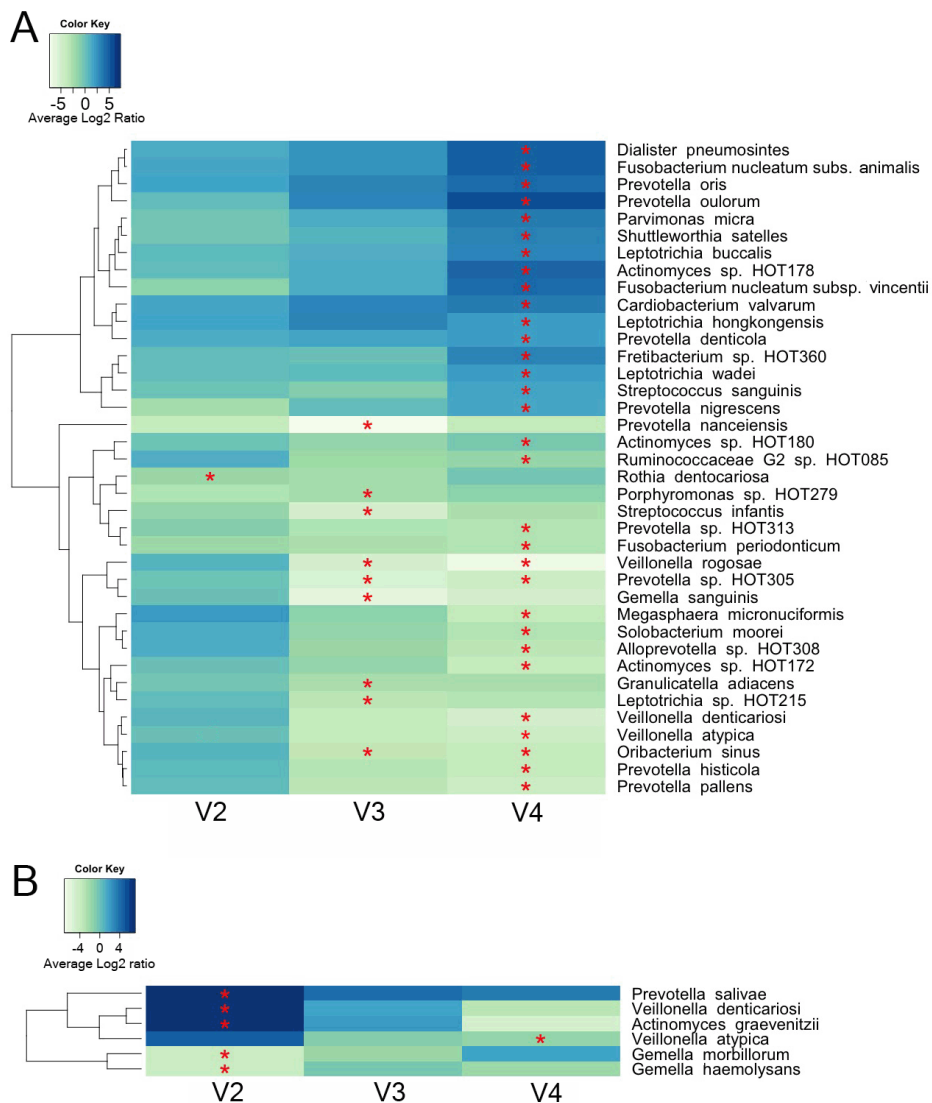 A
Color Key
-5 0 5
Average Log2 Ratio
* Dialister pneumosintes
* Fusobacterium nucleatum subs. animalis
* Prevotella oris
* Prevotella oulorum
* Parvimonas micra
* Shuttleworthia satelles
* Leptotrichia buccalis
* Actinomyces sp. HOT178
* Fusobacterium nucleatum subsp. vincentii
* Cardiobacterium valvarum
* Leptotrichia hongkongensis
* Prevotella denticola
* Fretibacterium sp. HOT360
* Leptotrichia wadei
* Streptococcus sanguinis
* Prevotella nigrescens
* Prevotella nanceiensis
* Actinomyces sp. HOT180
* Ruminococcaceae G2 sp. HOT085
* Rothia dentocariosa
* Porphyromonas sp. HOT279
* Streptococcus infantis
* Prevotella sp. HOT313
* Fusobacterium periodonticum
* * Veillonella rogosae
* * Prevotella sp. HOT305
* Gemella sanguinis
* Megasphaera micronuciformis
* Solobacterium moorei
* Alloprevotella sp. HOT308
* Actinomyces sp. HOT172
* Granulicatella adiacens
* Leptotrichia sp. HOT215
* Veillonella denticariosi
* Veillonella atypica
* * Oribacterium sinus
* Prevotella histicola
* Prevotella pallens
V2 V3 V4
B
Color Key
-4 0 4
Average Log2 ratio
* Prevotella salivae
* Veillonella denticariosi
* Actinomyces graevenitzii
* Veillonella atypica
* Gemella morbillorum
* Gemella haemolysans
V2 V3 V4